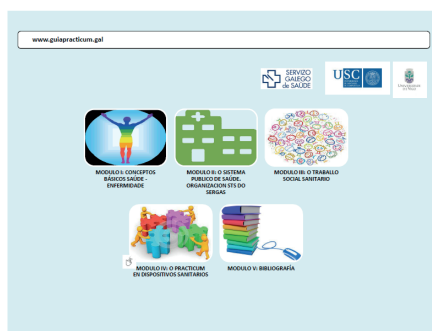 www.guiapracticum.gal
SERVIZO
GALEGO
de SAÚDE
USC
MODULO I: CONCEPTOS
BÁSICOS SAÚDE -
ENFERMIDADE
MODULO II: O SISTEMA
PUBLICO DE SAÚDE.
ORGANIZACION STS DO
SERGAS
MODULO III: O TRABALLO
SOCIAL SANITARIO
MODULO IV: O PRACTICUM
EN DISPOSITIVOS SANITARIOS
MODULO V: BIBLIOGRAFÍA